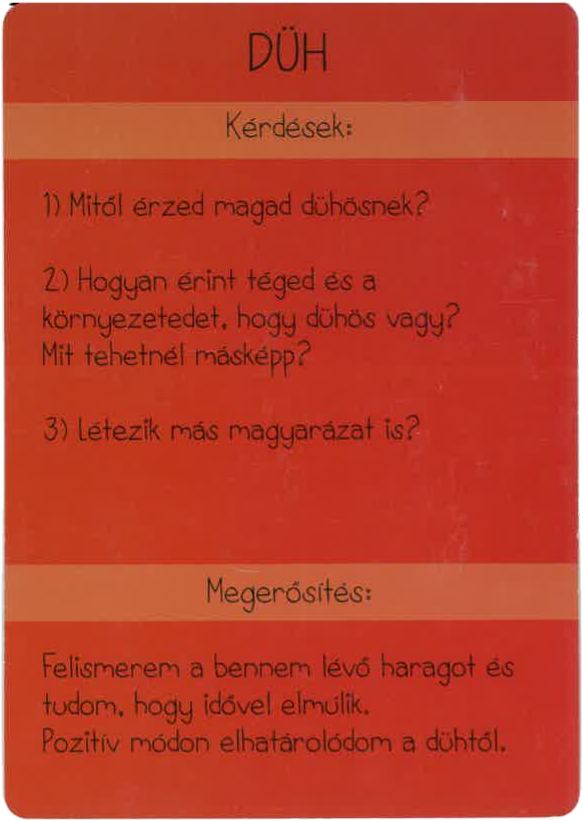 DÜH
Kérdések:
1) Mitől érzed magad dühösnek?
2) Hogyan érint téged és a
környezetedet, hogy dühös vagy?
Mit tehetnél másképp?
3) Létezik más magyarázat is?
Megerősítés:
Felismerem a bennem lévő haragot és
tudom, hogy idővel elmúlik.
Pozitív módon elhatárolódom a dühtől.